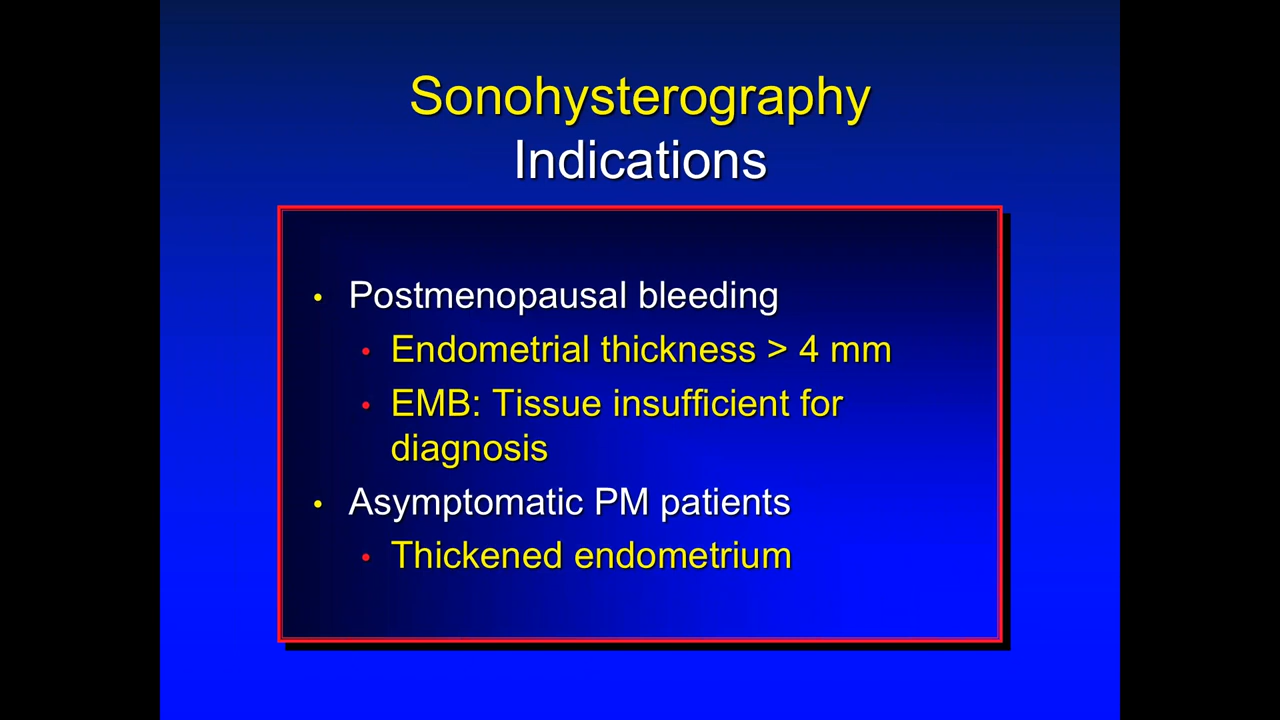 Sonohysterography
Indications
• Postmenopausal bleeding
• Endometrial thickness > 4 mm
• EMB: Tissue insufficient for
diagnosis
• Asymptomatic PM patients
• Thickened endometrium